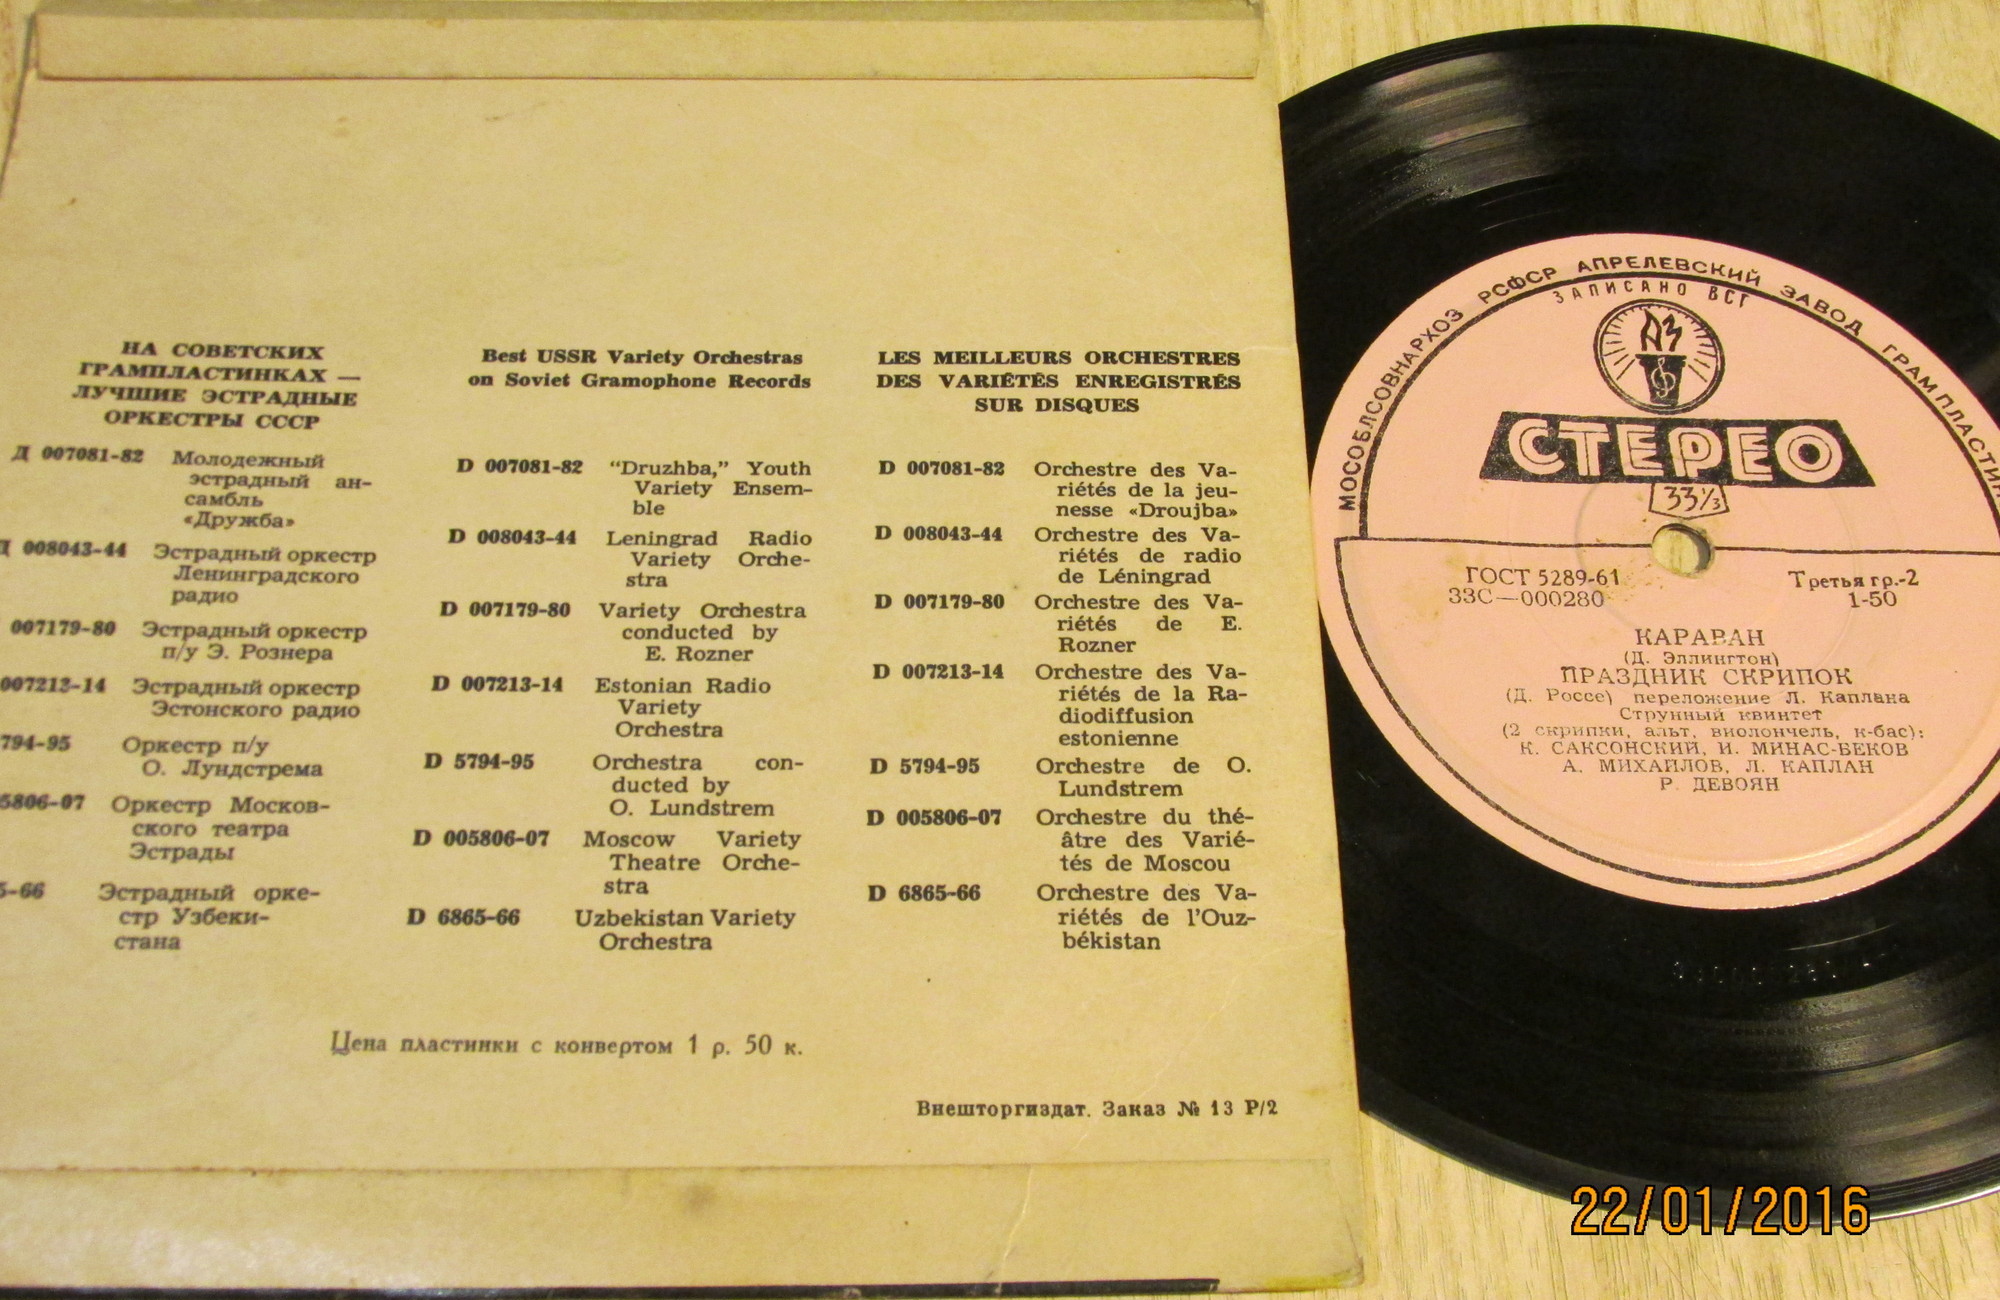 НА СОВЕТСКИХ
ГРАМПЛАСТИНКАХ —
ЛУЧШИЕ ЭСТРАДНЫЕ
ОРКЕСТРЫ СССР
Д 007081-82 Молодежный
эстрадный ан-
самбль
«Дружба»
Д 008043-44 Эстрадный оркестр
Ленинградского
радио
007179-80 Эстрадный оркестр
п/у Э. Рознера
007213-14 Эстрадный оркестр
Эстонского радио
794-95 Оркестр п/у
О. Лундстрема
5806-07 Оркестр Москов-
ского театра
Эстрады
5-66 Эстрадный орке-
стр Узбеки-
стана
Best USSR Variety Orchestras
on Soviet Gramophone Records
D 007081-82 “Druzhba,” Youth
Variety Ensem-
ble
D 008043-44 Leningrad Radio
Variety Orche-
stra
D 007179-80 Variety Orchestra
conducted by
E. Rozner
D 007213-14 Estonian Radio
Variety
Orchestra
D 5794-95 Orchestra con-
ducted by
O. Lundstrem
D 005806-07 Moscow Variety
Theatre Orche-
stra
D 6865-66 Uzbekistan Variety
Orchestra
LES MEILLEURS ORCHESTRES
DES VARIÉTÉS ENREGISTRÉS
SUR DISQUES
D 007081-82 Orchestre des Va-
riétés de la jeu-
nesse «Droujba»
D 008043-44 Orchestre des Va-
riétés de radio
de Léningrad
D 007179-80 Orchestre des Va-
riétés de E.
Rozner
D 007213-14 Orchestre des Va-
riétés de la Ra-
diodiffusion
estonienne
D 5794-95 Orchestre de O.
Lundstrem
D 005806-07 Orchestre du thé-
âtre des Varié-
tés de Moscou
D 6865-66 Orchestre des Va-
riétés de l’Ouz-
békistan
Цена пластинки с конвертом 1 р. 50 к.
Внешторгиздат. Заказ № 13 Р/2
МОСОБЛСОВНАРХОЗ РСФСР АПРЕЛЕВСКИЙ ЗАВОД ГРАМПЛАСТИН
ЗАПИСАНО ВСГ
АЗ
СТЕРЕО
33⅓
ГОСТ 5289-61 Третья гр.-2
33С—000280 1-50
КАРАВАН
(Д. Эллингтон)
ПРАЗДНИК СКРИПОК
(Д. Россе) переложение Л. Каплана
Струнный квинтет
(2 скрипки, альт, виолончель, к-бас):
К. САКСОНСКИЙ, И. МИНАС-БЕКОВ
А. МИХАЙЛОВ, Л. КАПЛАН
Р. ДЕВОЯН
22/01/2016